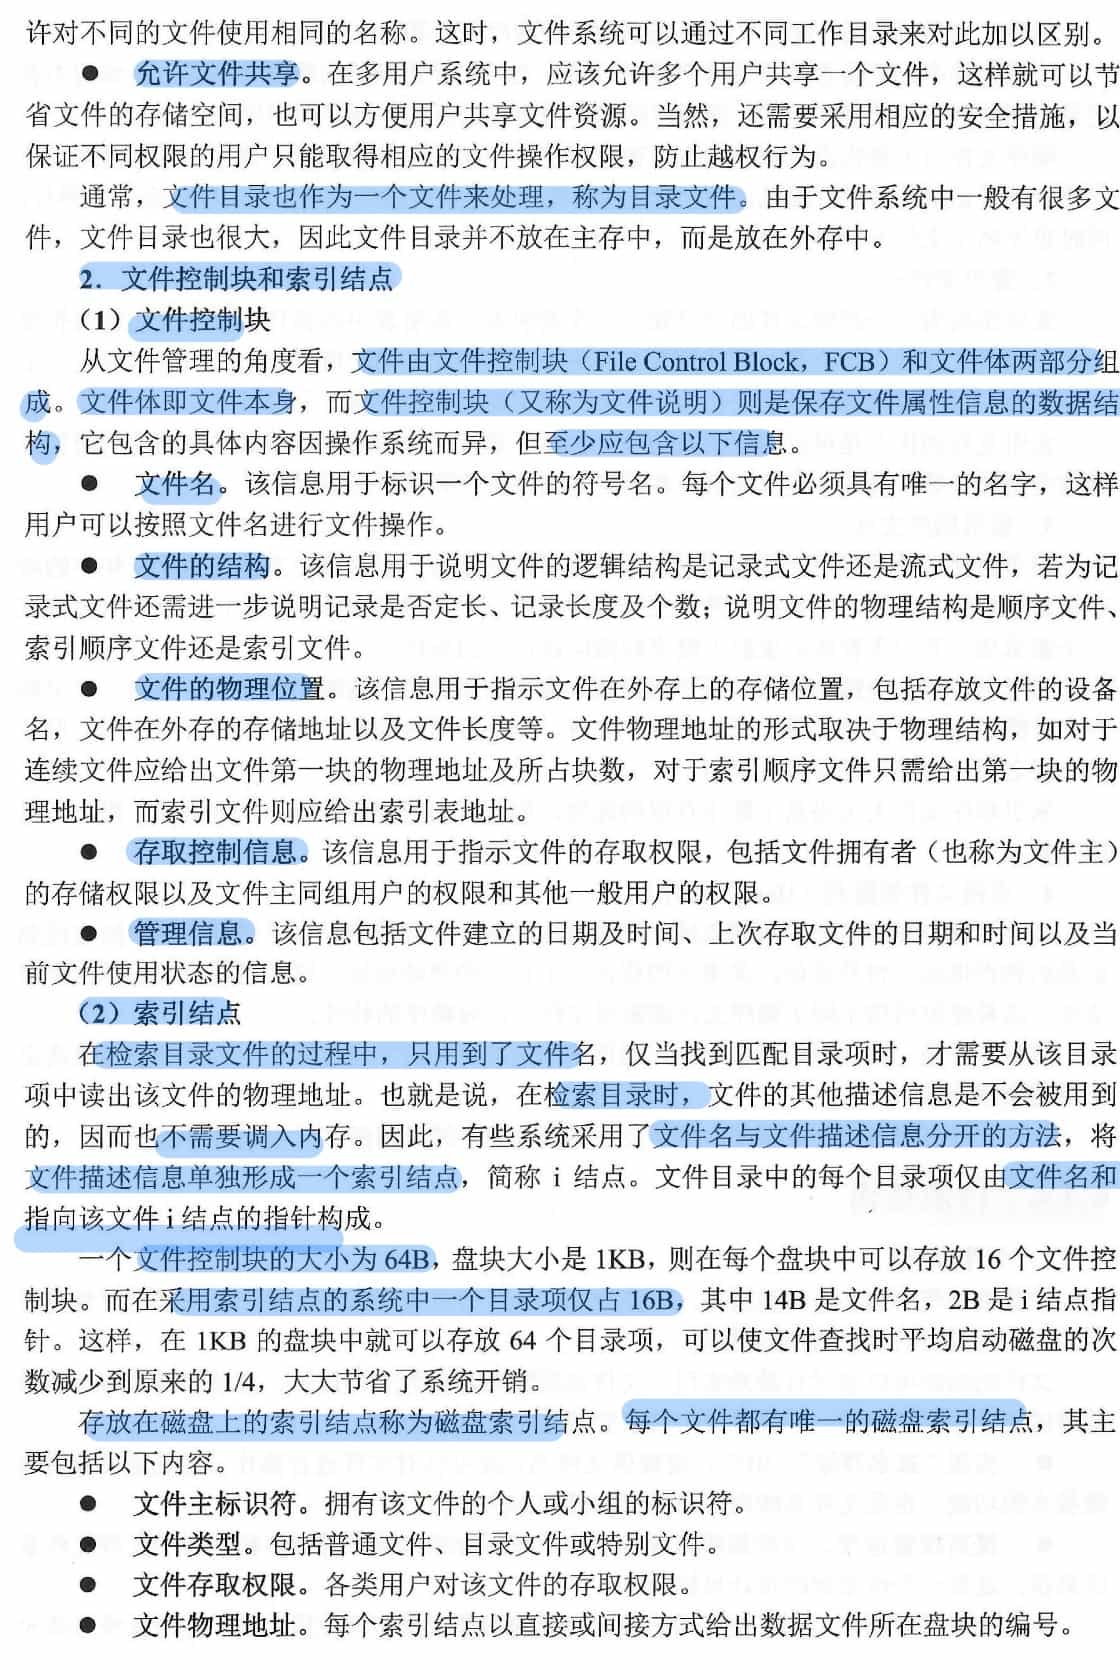 许对不同的文件使用相同的名称。这时，文件系统可以通过不同工作目录来对此加以区别。
● 允许文件共享。在多用户系统中，应该允许多个用户共享一个文件，这样就可以节
省文件的存储空间，也可以方便用户共享文件资源。当然，还需要采用相应的安全措施，以
保证不同权限的用户只能取得相应的文件操作权限，防止越权行为。
通常，文件目录也作为一个文件来处理，称为目录文件。由于文件系统中一般有很多文
件，文件目录也很大，因此文件目录并不放在主存中，而是放在外存中。
2．文件控制块和索引结点
（1）文件控制块
从文件管理的角度看，文件由文件控制块（File Control Block，FCB）和文件体两部分组
成。文件体即文件本身，而文件控制块（又称为文件说明）则是保存文件属性信息的数据结
构，它包含的具体内容因操作系统而异，但至少应包含以下信息。
● 文件名。该信息用于标识一个文件的符号名。每个文件必须具有唯一的名字，这样
用户可以按照文件名进行文件操作。
● 文件的结构。该信息用于说明文件的逻辑结构是记录式文件还是流式文件，若为记
录式文件还需进一步说明记录是否定长、记录长度及个数；说明文件的物理结构是顺序文件、
索引顺序文件还是索引文件。
● 文件的物理位置。该信息用于指示文件在外存上的存储位置，包括存放文件的设备
名，文件在外存的存储地址以及文件长度等。文件物理地址的形式取决于物理结构，如对于
连续文件应给出文件第一块的物理地址及所占块数，对于索引顺序文件只需给出第一块的物
理地址，而索引文件则应给出索引表地址。
● 存取控制信息。该信息用于指示文件的存取权限，包括文件拥有者（也称为文件主）
的存储权限以及文件主同组用户的权限和其他一般用户的权限。
● 管理信息。该信息包括文件建立的日期及时间、上次存取文件的日期和时间以及当
前文件使用状态的信息。
（2）索引结点
在检索目录文件的过程中，只用到了文件名，仅当找到匹配目录项时，才需要从该目录
项中读出该文件的物理地址。也就是说，在检索目录时，文件的其他描述信息是不会被用到
的，因而也不需要调入内存。因此，有些系统采用了文件名与文件描述信息分开的方法，将
文件描述信息单独形成一个索引结点，简称 i 结点。文件目录中的每个目录项仅由文件名和
指向该文件 i 结点的指针构成。
一个文件控制块的大小为 64B，盘块大小是 1KB，则在每个盘块中可以存放 16 个文件控
制块。而在采用索引结点的系统中一个目录项仅占 16B，其中 14B 是文件名，2B 是 i 结点指
针。这样，在 1KB 的盘块中就可以存放 64 个目录项，可以使文件查找时平均启动磁盘的次
数减少到原来的 1/4，大大节省了系统开销。
存放在磁盘上的索引结点称为磁盘索引结点。每个文件都有唯一的磁盘索引结点，其主
要包括以下内容。
● 文件主标识符。拥有该文件的个人或小组的标识符。
● 文件类型。包括普通文件、目录文件或特别文件。
● 文件存取权限。各类用户对该文件的存取权限。
● 文件物理地址。每个索引结点以直接或间接方式给出数据文件所在盘块的编号。